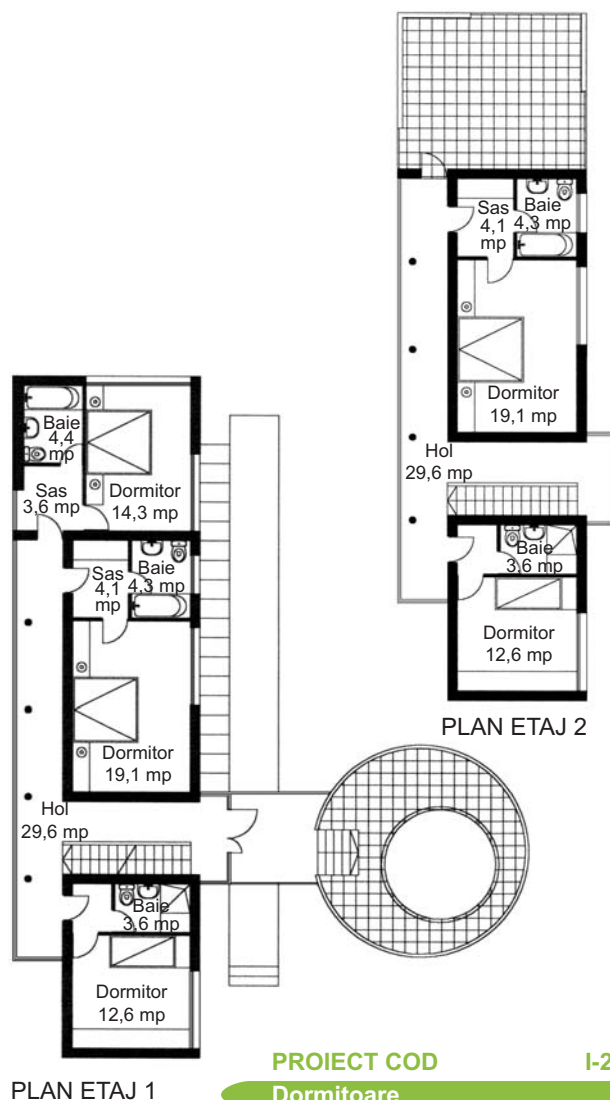 Sas
4,1
mp
Baie
4,3 mp
Dormitor
19,1 mp
Hol
29,6 mp
Baie
3,6 mp
Dormitor
12,6 mp
PLAN ETAJ 2
Baie
4,4
mp
Sas
3,6 mp
Dormitor
14,3 mp
Sas
4,1
mp
Baie
4,3 mp
Dormitor
19,1 mp
Hol
29,6 mp
Baie
3,6 mp
Dormitor
12,6 mp
PLAN ETAJ 1
PROIECT COD I-2
Dormitoare